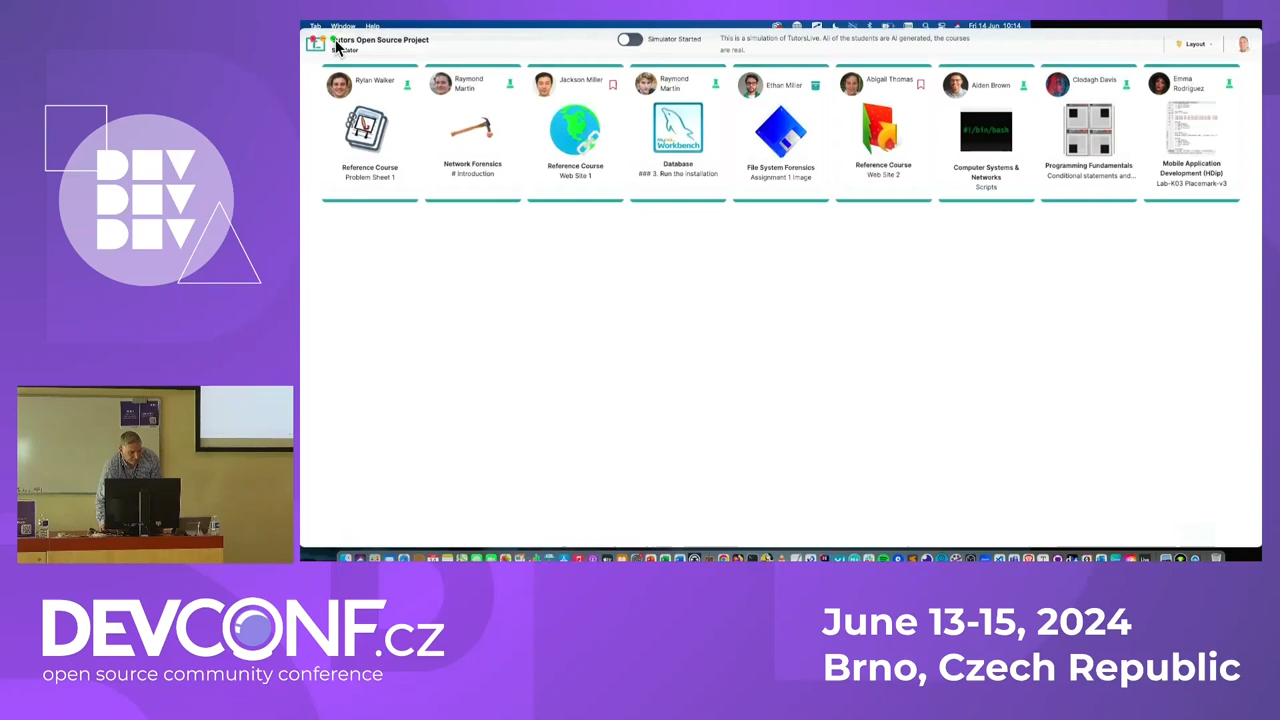 Tab Window Help
Fri 14 Jun 10:14
Tutors Open Source Project
Simulator
Simulator Started
This is a simulation of TutorsLive. All of the students are AI generated, the courses
are real.
Layout
Rylan Walker
Reference Course
Problem Sheet 1
Raymond
Martin
Network Forensics
# Introduction
Jackson Miller
Reference Course
Web Site 1
Raymond
Martin
MySQL
Workbench
Database
### 3. Run the installation
Ethan Miller
File System Forensics
Assignment 1 Image
Abigail Thomas
Reference Course
Web Site 2
Aiden Brown
#!/bin/bash
Computer Systems &
Networks
Scripts
Clodagh Davis
Programming Fundamentals
Conditional statements and...
Emma
Rodriguez
Mobile Application
Development (HDip)
Lab-K03 Placemark-v3
DEV
DEV
DEV
DEVCONF.cz
open source community conference
June 13-15, 2024
Brno, Czech Republic